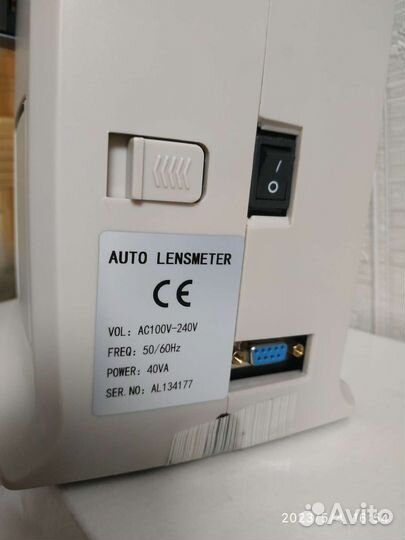 AUTO LENSMETER
CE
VOL: AC100V-240V
FREQ: 50/60Hz
POWER: 40VA
SER.NO: AL134177
Avito